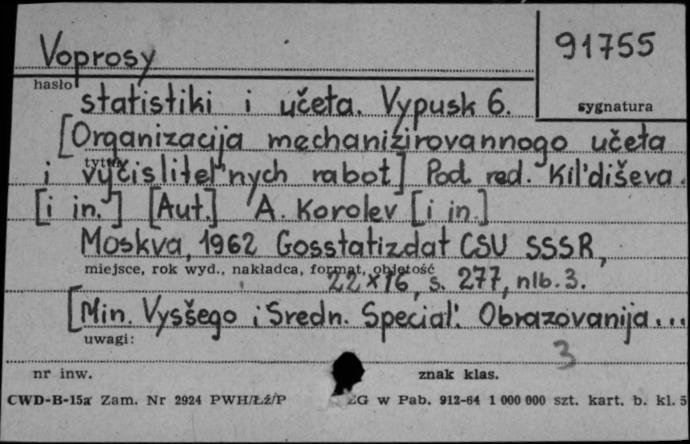 Voprosy
91755
hasło
sygnatura
statistiki i učeta. Vypusk 6.
[Organizacija mechanizirovannogo učeta
tytuł
i vyčislitel'nych rabot] Pod red. Kil'diševa
[i in.] [Aut.] A. Korolev [i in.]
Moskva, 1962 Gosstatizdat CSU SSSR,
miejsce, rok wyd., nakładca, format, objętość
22x16, s. 277, nlb. 3.
[Min. Vysšego i Sredn. Special'. Obrazovanija...
uwagi:
3
nr inw.
znak klas.
CWD-B-15a Zam. Nr 2924 PWH/Łż/P
w Pab. 912-64 1 000 000 szt. kart. b. kl. 5